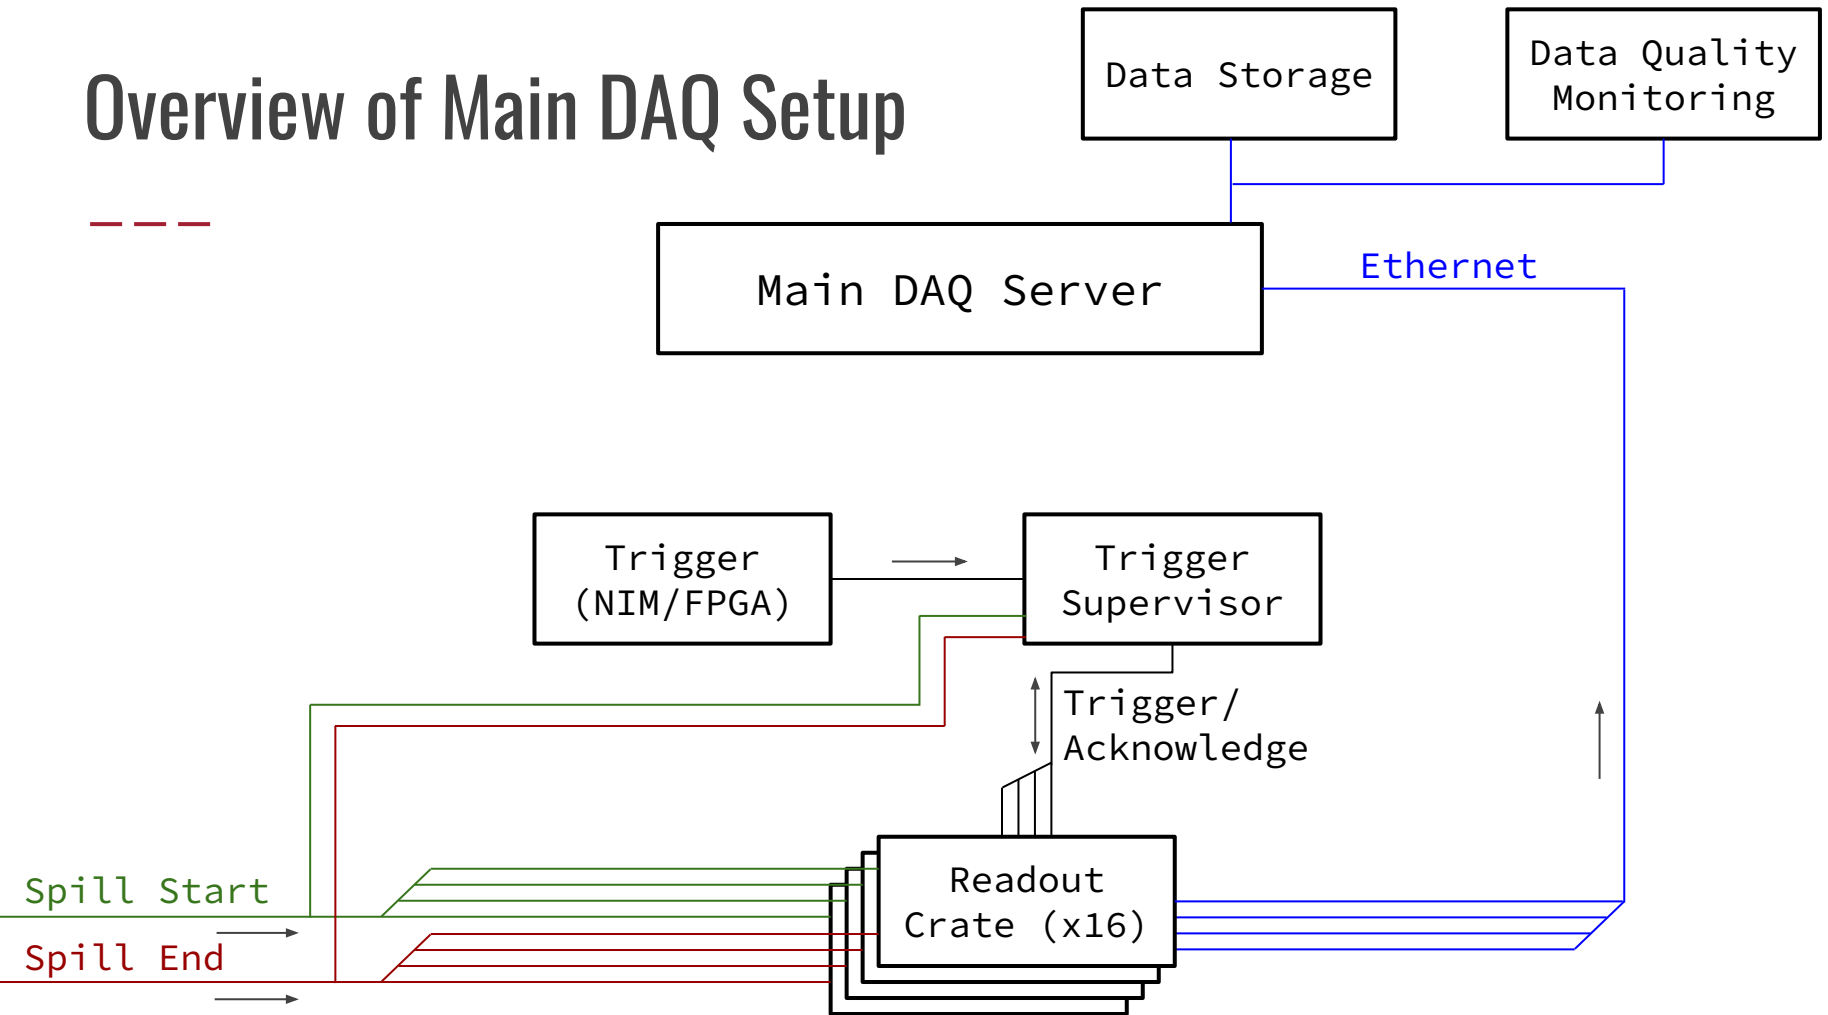 Overview of Main DAQ Setup
Data Storage
Data Quality
Monitoring
Main DAQ Server
Ethernet
Trigger
(NIM/FPGA)
Trigger
Supervisor
Trigger/
Acknowledge
Spill Start
Spill End
Readout
Crate (x16)